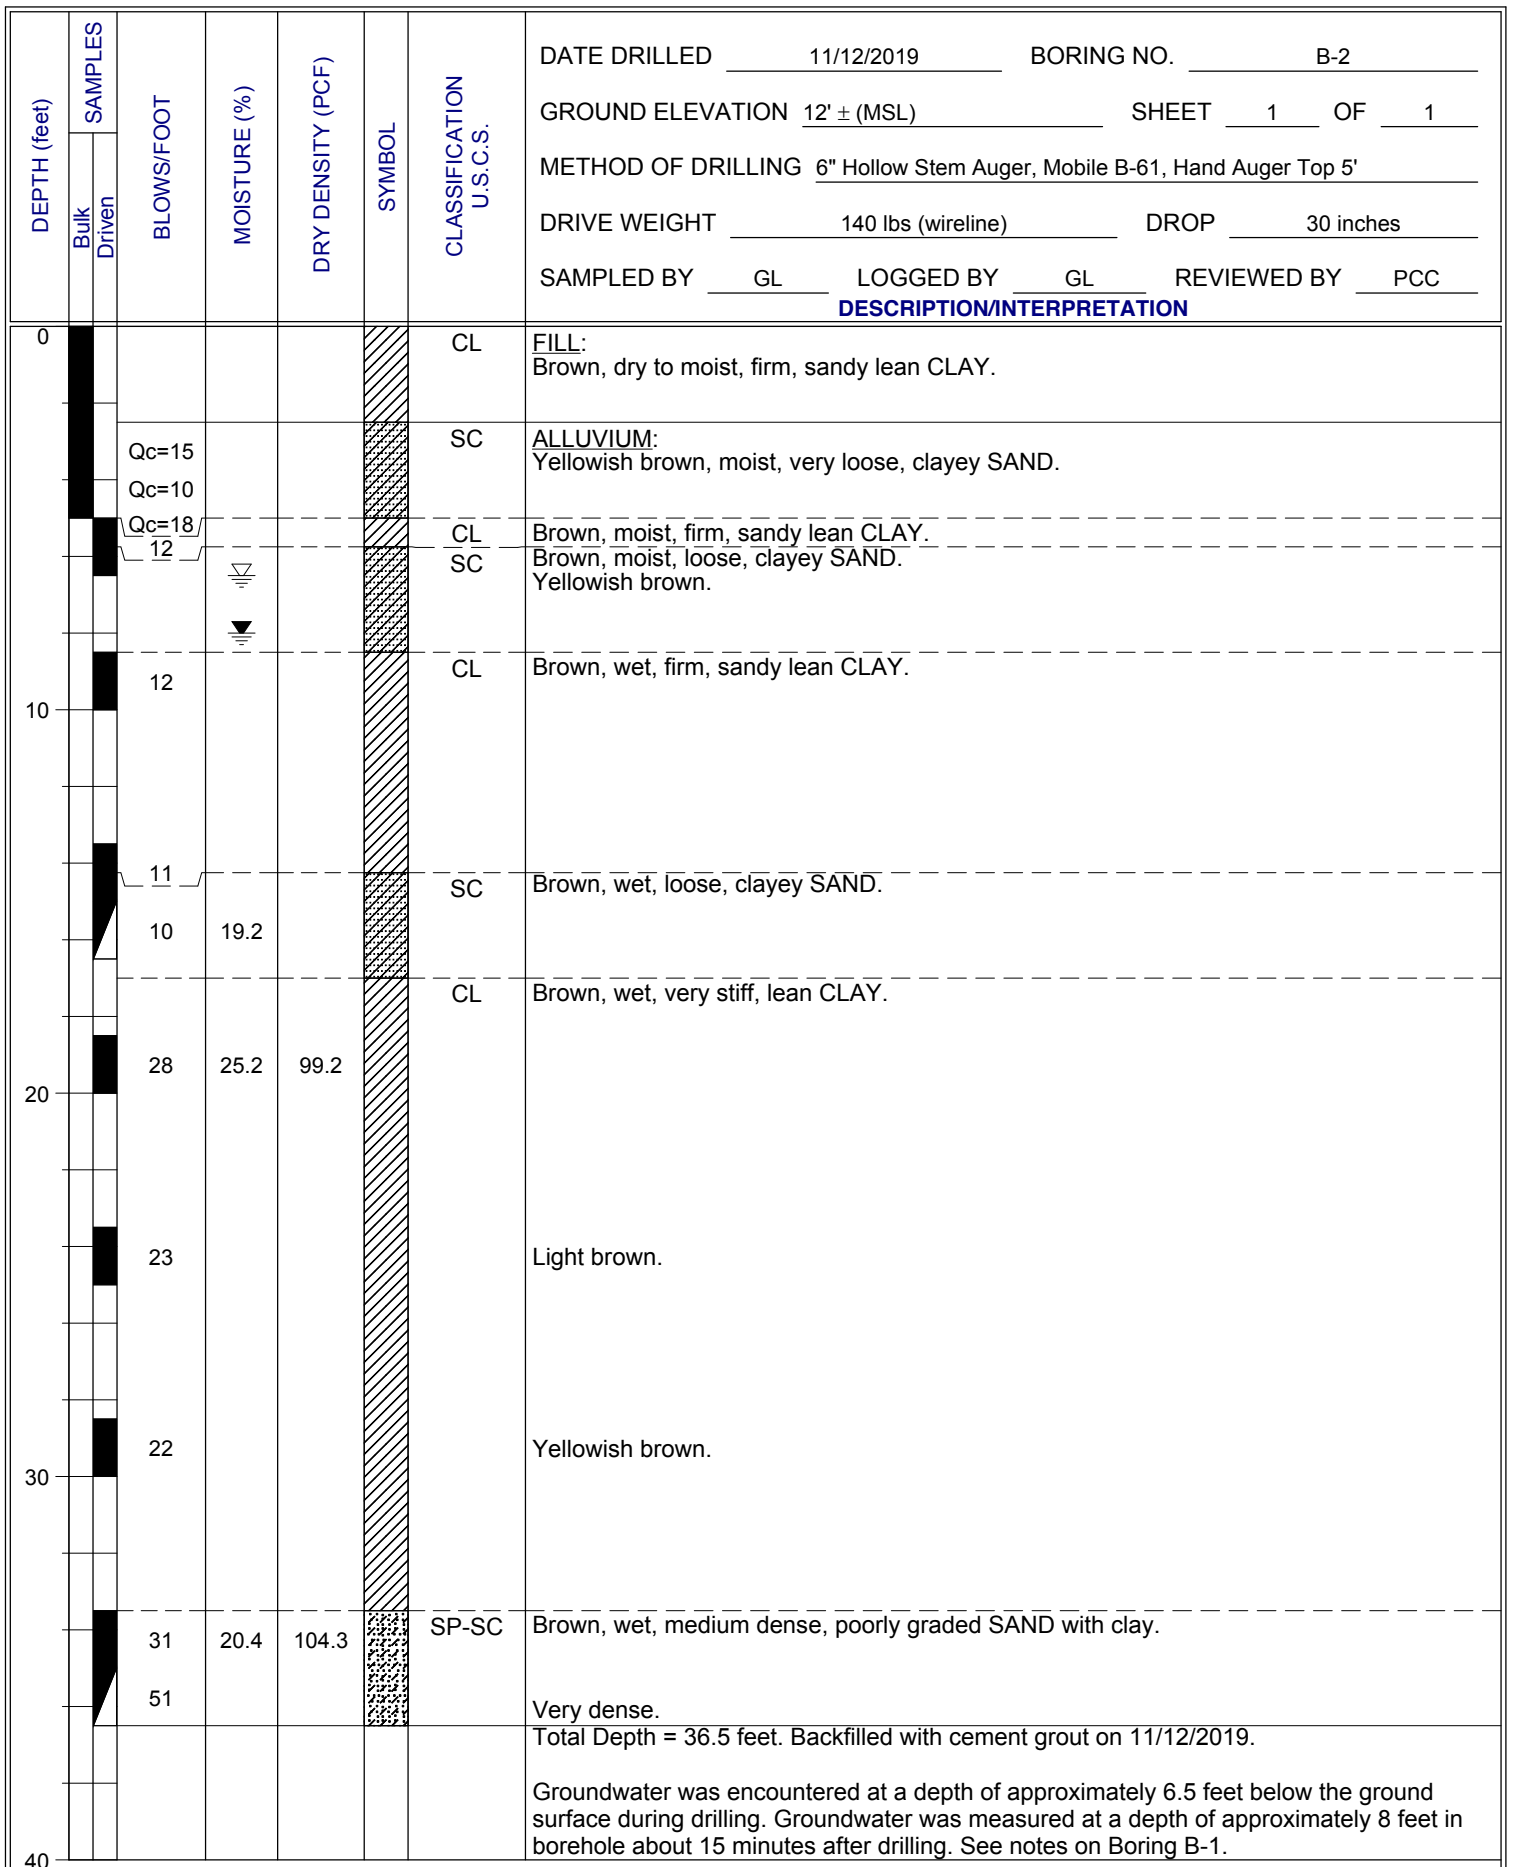 DEPTH (feet)
SAMPLES
Bulk
Driven
BLOWS/FOOT
MOISTURE (%)
DRY DENSITY (PCF)
SYMBOL
CLASSIFICATION
U.S.C.S.
DATE DRILLED 11/12/2019 BORING NO. B-2
GROUND ELEVATION 12' ± (MSL) SHEET 1 OF 1
METHOD OF DRILLING 6" Hollow Stem Auger, Mobile B-61, Hand Auger Top 5'
DRIVE WEIGHT 140 lbs (wireline) DROP 30 inches
SAMPLED BY GL LOGGED BY GL REVIEWED BY PCC
DESCRIPTION/INTERPRETATION
0 CL FILL:
Brown, dry to moist, firm, sandy lean CLAY.
SC ALLUVIUM:
Qc=15 Yellowish brown, moist, very loose, clayey SAND.
Qc=10
Qc=18 CL Brown, moist, firm, sandy lean CLAY.
12 SC Brown, moist, loose, clayey SAND.
Yellowish brown.
CL Brown, wet, firm, sandy lean CLAY.
12
10
11 SC Brown, wet, loose, clayey SAND.
10 19.2
CL Brown, wet, very stiff, lean CLAY.
28 25.2 99.2
20
23 Light brown.
22 Yellowish brown.
30
SP-SC Brown, wet, medium dense, poorly graded SAND with clay.
31 20.4 104.3
51 Very dense.
Total Depth = 36.5 feet. Backfilled with cement grout on 11/12/2019.
Groundwater was encountered at a depth of approximately 6.5 feet below the ground
surface during drilling. Groundwater was measured at a depth of approximately 8 feet in
borehole about 15 minutes after drilling. See notes on Boring B-1.
40